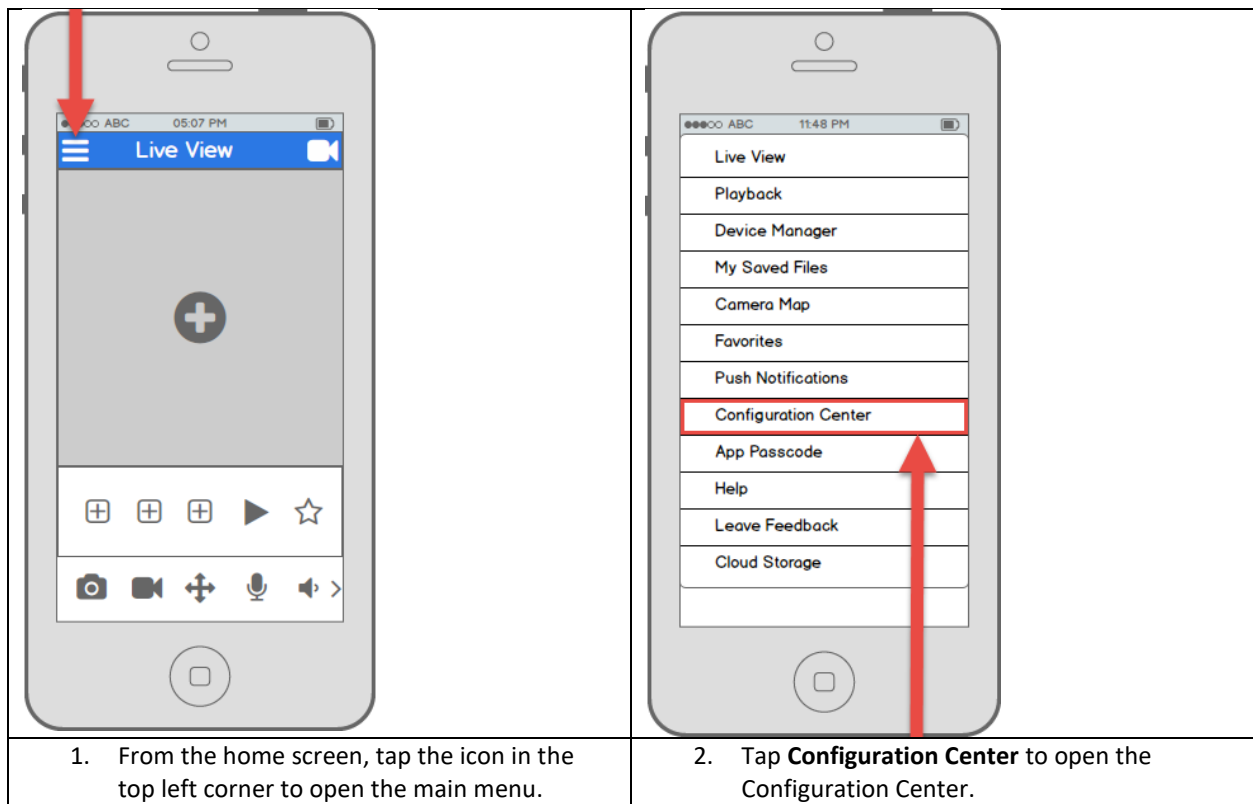 ABC 05:07 PM
Live View
1. From the home screen, tap the icon in the
top left corner to open the main menu.
ABC 11:48 PM
Live View
Playback
Device Manager
My Saved Files
Camera Map
Favorites
Push Notifications
Configuration Center
App Passcode
Help
Leave Feedback
Cloud Storage
2. Tap Configuration Center to open the
Configuration Center.